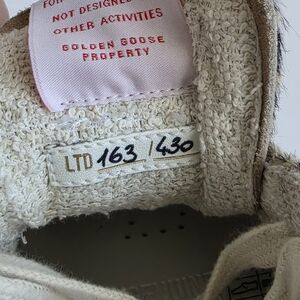 NOT DESIGNED
OTHER ACTIVITIES
GOLDEN GOOSE
PROPERTY
LTD 163 / 430